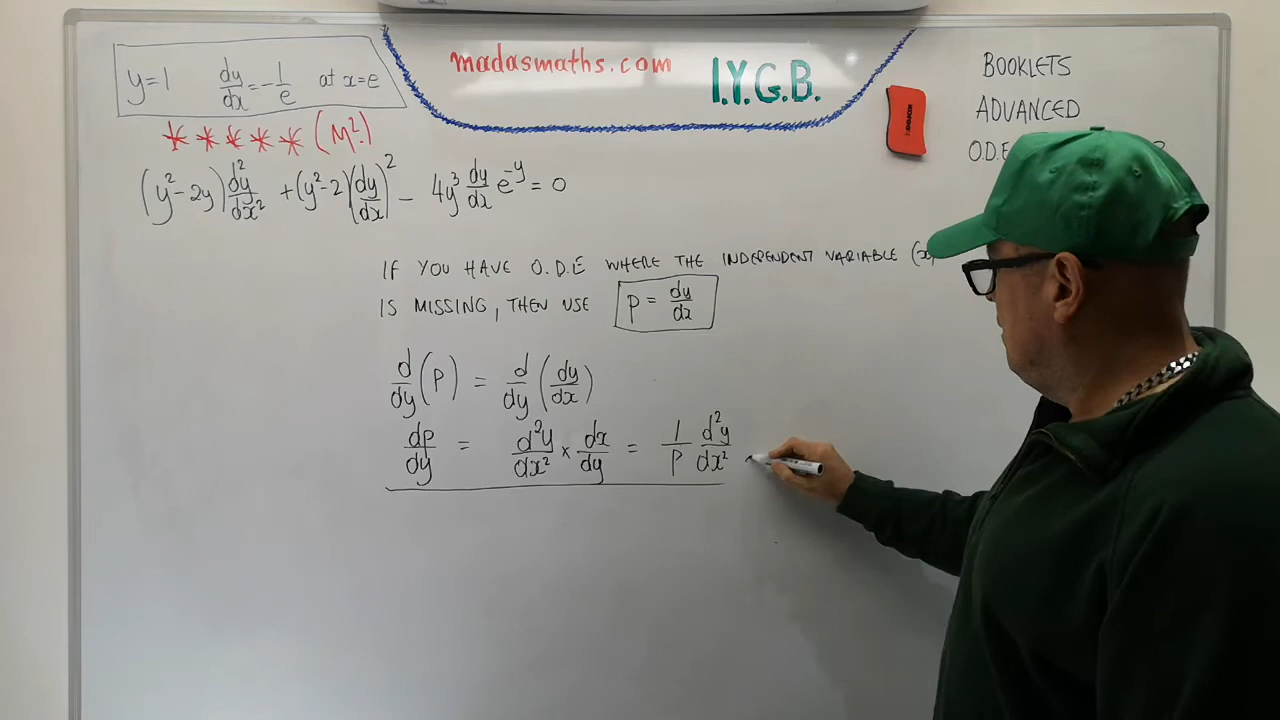 madasmaths.com
I.Y.G.B.
BOOKLETS
ADVANCED
O.D.E
y=1 dy/dx=-1/e at x=e
***** (M²)
(y²-2y)d²y/dx² +(y²-2)(dy/dx)² - 4y³ dy/dx e^-y = 0
IF YOU HAVE O.D.E WHERE THE INDEPENDENT VARIABLE (x)
IS MISSING, THEN USE p = dy/dx
d/dy(p) = d/dy(dy/dx)
dp/dy = d²y/dx² × dx/dy = 1/p d²y/dx²